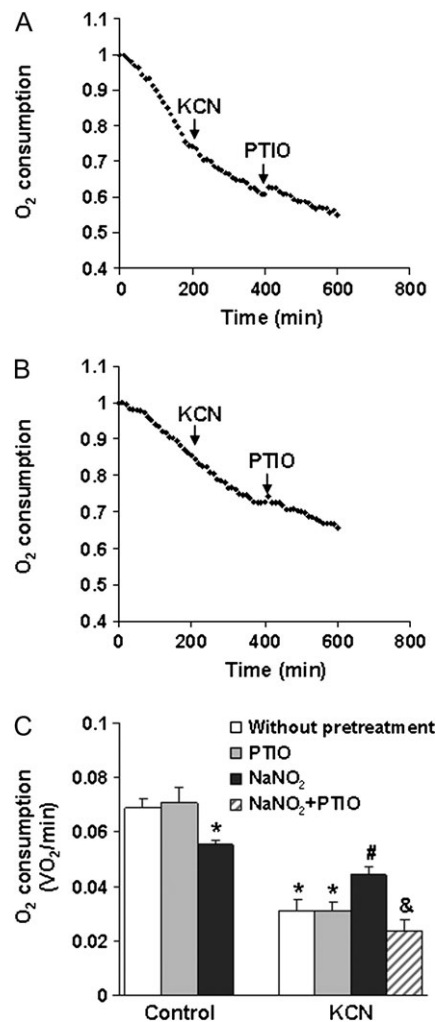 A
1.1
1
0.9
0.8
0.7
0.6
0.5
0.4
O₂ consumption
KCN
PTIO
0 200 400 600 800
Time (min)
B
1.1
1
0.9
0.8
0.7
0.6
0.5
0.4
O₂ consumption
KCN
PTIO
0 200 400 600 800
Time (min)
C
0.1
0.08
0.06
0.04
0.02
0
O₂ consumption
(VO₂/min)
Without pretreatment
PTIO
NaNO₂
NaNO₂+PTIO
*
* * # &
Control KCN